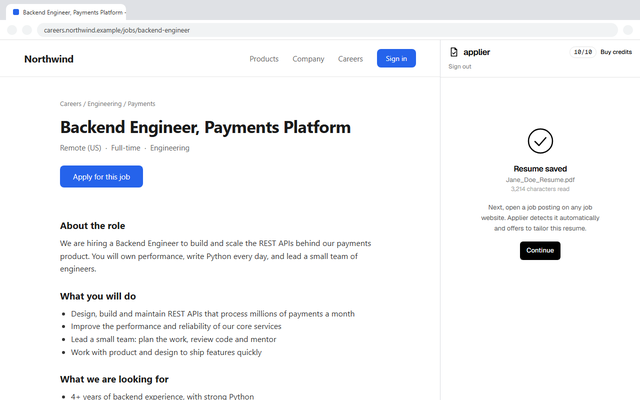 Backend Engineer, Payments Platform -
careers.northwind.example/jobs/backend-engineer
Northwind
Products
Company
Careers
Sign in
Careers / Engineering / Payments
Backend Engineer, Payments Platform
Remote (US) · Full-time · Engineering
Apply for this job
About the role
We are hiring a Backend Engineer to build and scale the REST APIs behind our payments
product. You will own performance, write Python every day, and lead a small team of
engineers.
What you will do
• Design, build and maintain REST APIs that process millions of payments a month
• Improve the performance and reliability of our core services
• Lead a small team: plan the work, review code and mentor
• Work with product and design to ship features quickly
What we are looking for
• 4+ years of backend experience, with strong Python
applier
10/10
Buy credits
Sign out
Resume saved
Jane_Doe_Resume.pdf
3,214 characters read
Next, open a job posting on any job
website. Applier detects it automatically
and offers to tailor this resume.
Continue